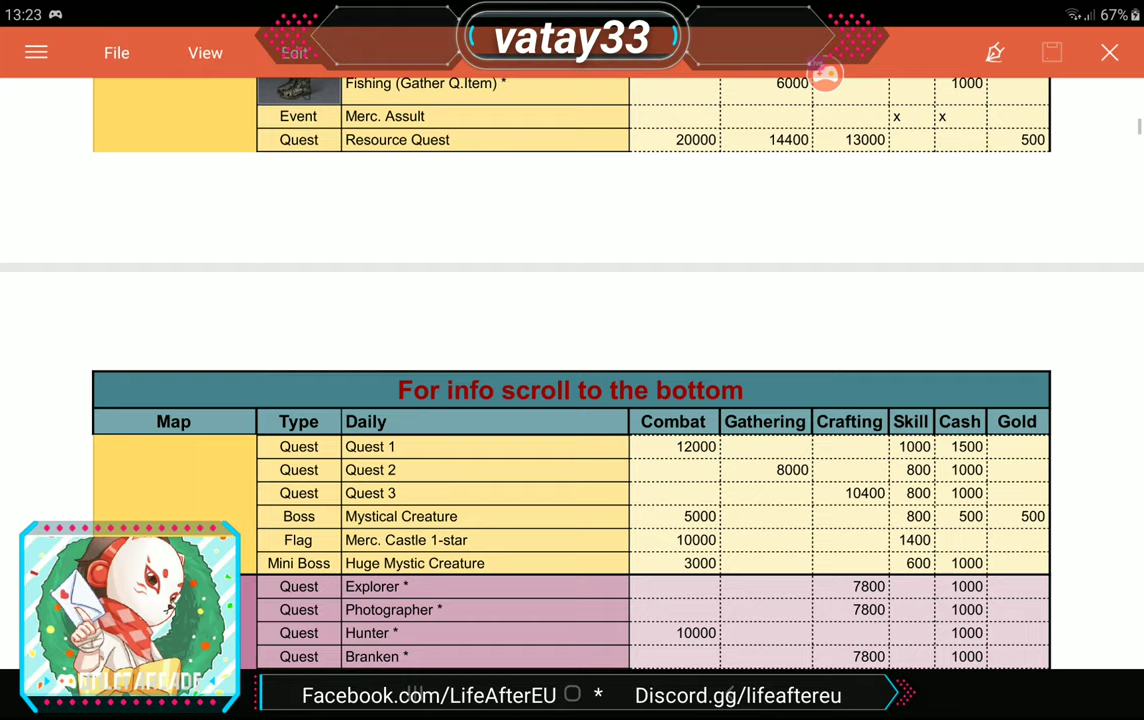 13:23 67%
vatay33
File View Edit
Fishing (Gather Q.Item) * 6000 1000
Event Merc. Assult x x
Quest Resource Quest 20000 14400 13000 500
For info scroll to the bottom
Map Type Daily Combat Gathering Crafting Skill Cash Gold
Quest Quest 1 12000 1000 1500
Quest Quest 2 8000 800 1000
Quest Quest 3 10400 800 1000
Boss Mystical Creature 5000 800 500 500
Flag Merc. Castle 1-star 10000 1400
Mini Boss Huge Mystic Creature 3000 600 1000
Quest Explorer * 7800 1000
Quest Photographer * 7800 1000
Quest Hunter * 10000 1000
Quest Branken * 7800 1000
Facebook.com/LifeAfterEU * Discord.gg/lifeaftereu